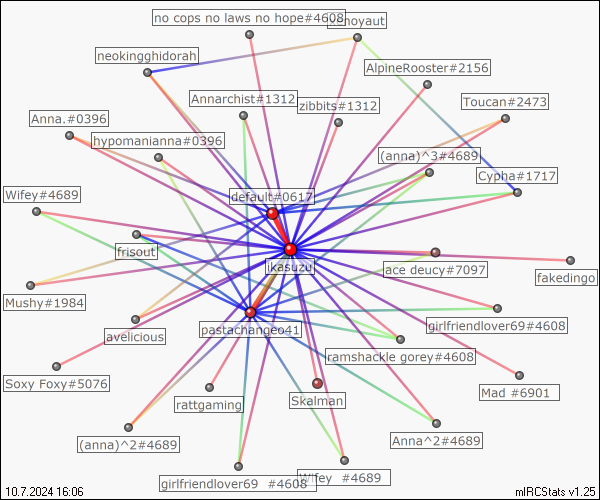 no cops no laws no hope#4608
hoyaut
neokingghidorah
AlpineRooster#2156
Annarchist#1312
zibbits#1312
Toucan#2473
Anna.#0396
hypomanianna#0396
(anna)^3#4689
Cypha#1717
Wifey#4689
default#0617
frisout
ikasuzu
ace deucy#7097
fakedingo
Mushy#1984
avelicious
pastachange041
girlfriendlover69#4608
ramshackle gorey#4608
Soxy Foxy#5076
rattgaming
Skalman
Mad #6901
(anna)^2#4689
Anna^2#4689
girlfriendlover69 #4608
Wifey #4689
10.7.2024 16:06
mIRCStats v1.25